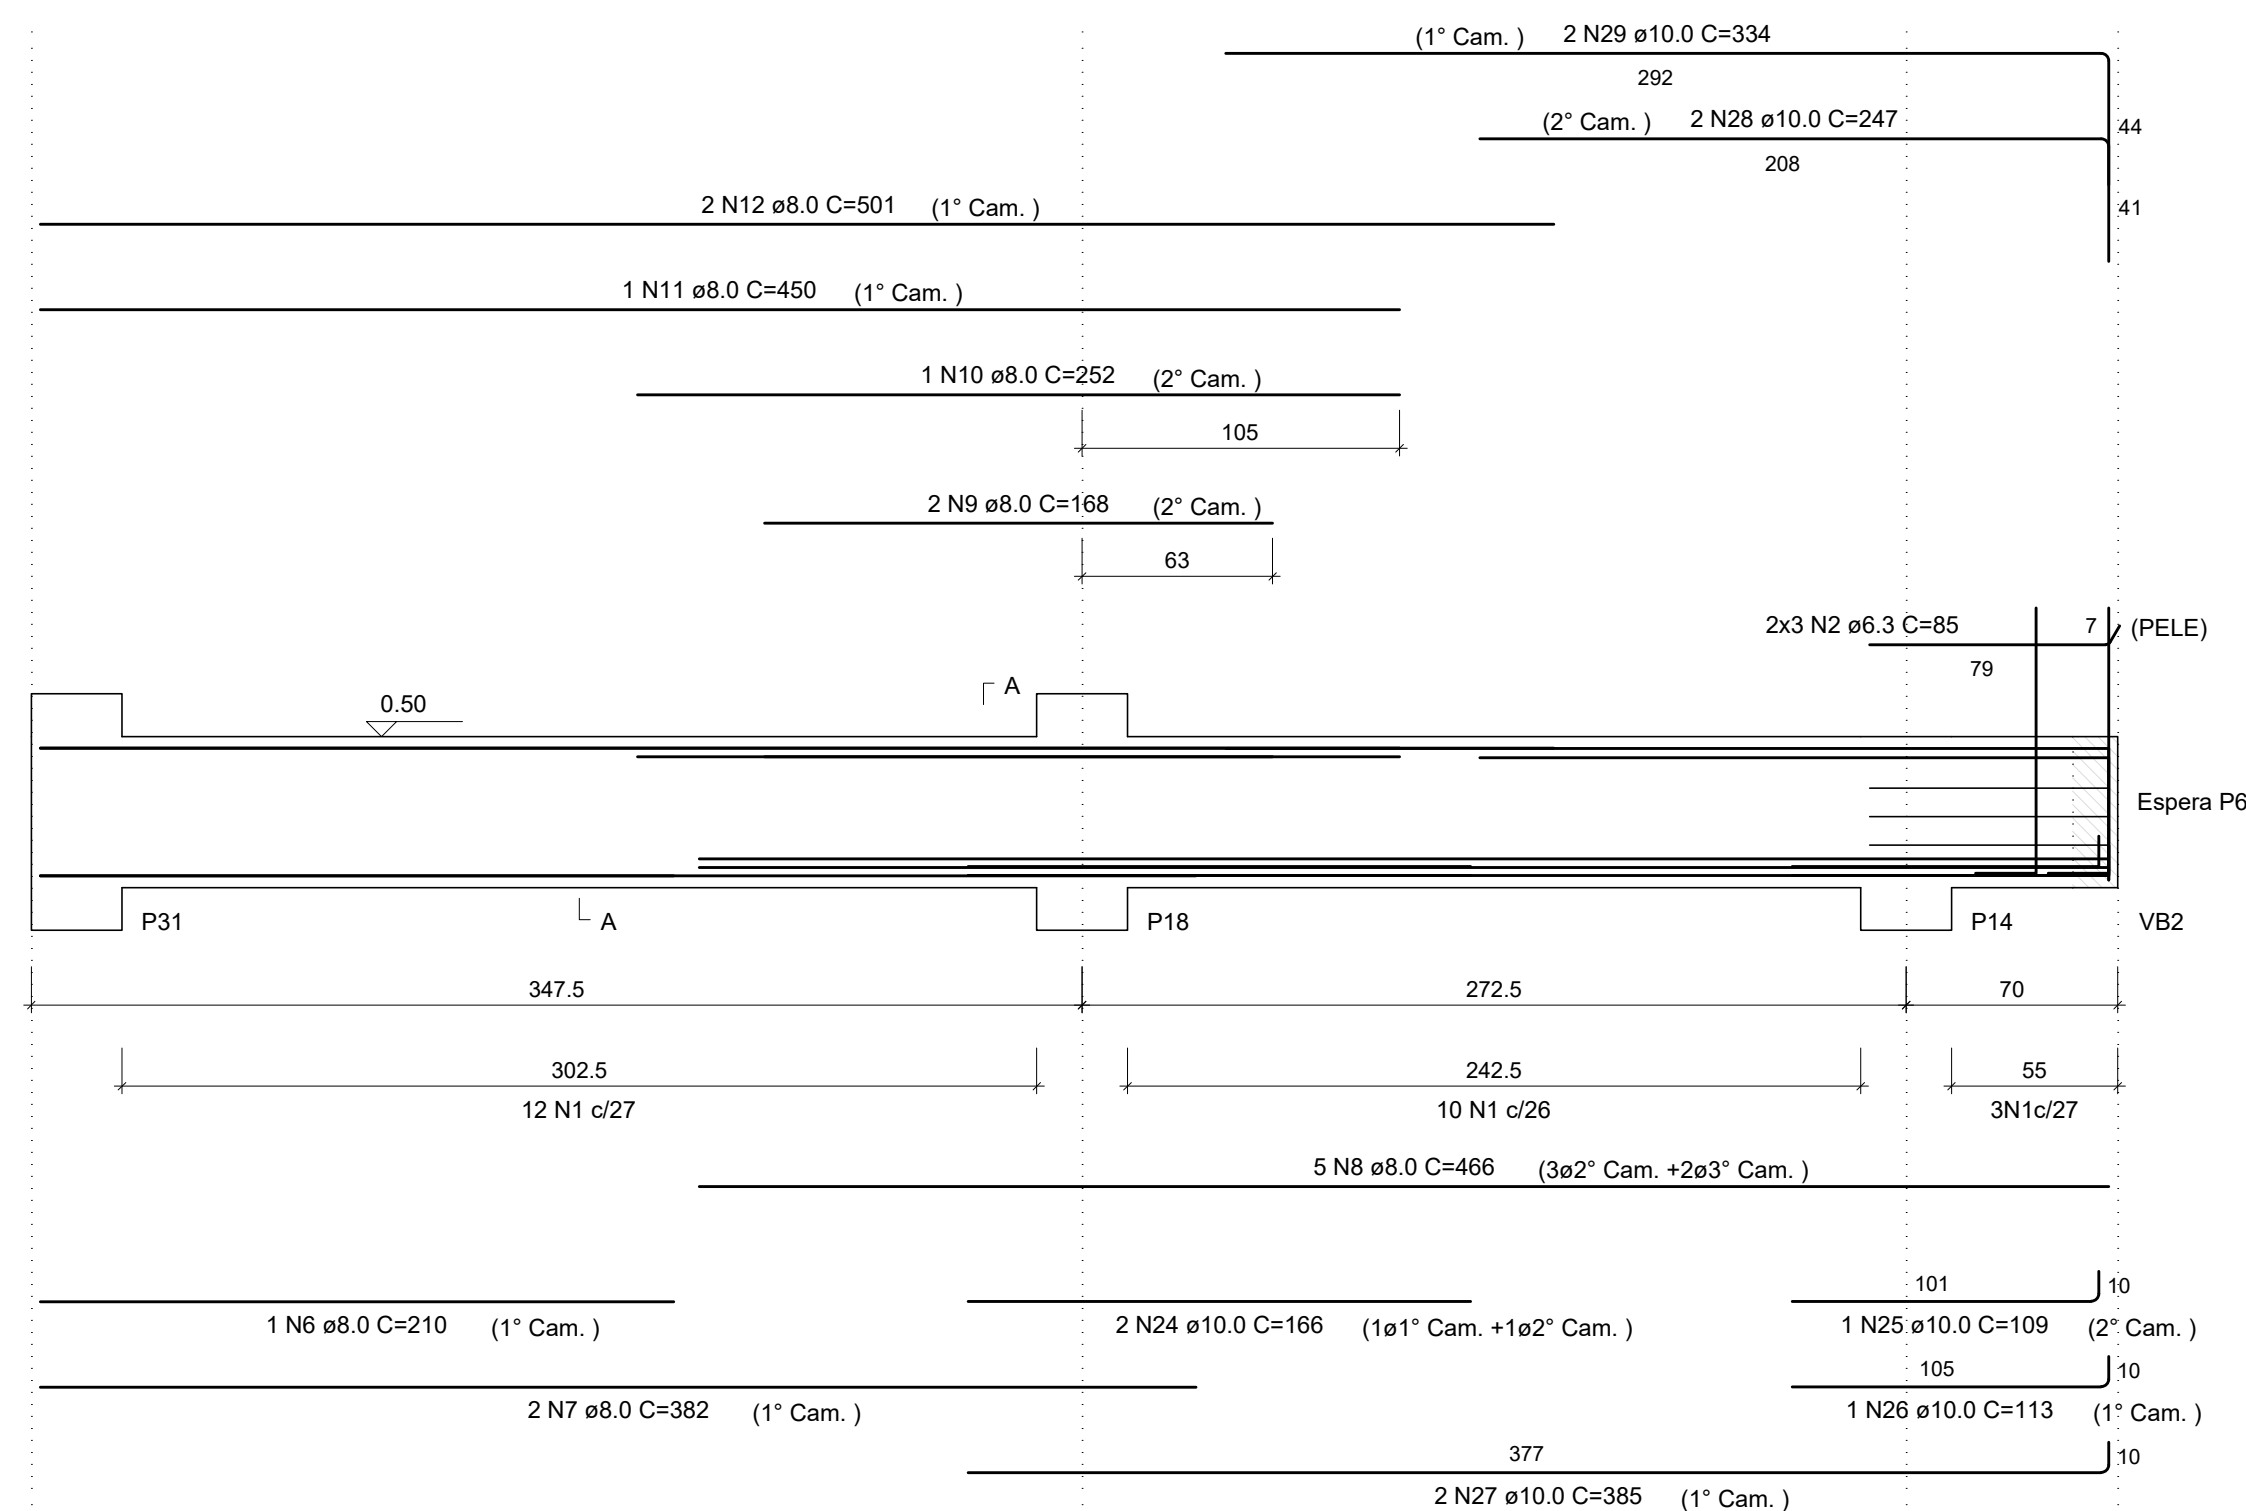 (1° Cam. ) 2 N29 ø10.0 C=334
292
(2° Cam. ) 2 N28 ø10.0 C=247
44
208
2 N12 ø8.0 C=501 (1° Cam. )
41
1 N11 ø8.0 C=450 (1° Cam. )
1 N10 ø8.0 C=252 (2° Cam. )
105
2 N9 ø8.0 C=168 (2° Cam. )
63
2x3 N2 ø6.3 C=85 7 (PELE)
79
A
0.50
Espera P6
P31 A P18 P14 VB2
347.5 272.5 70
302.5 242.5 55
12 N1 c/27 10 N1 c/26 3N1c/27
5 N8 ø8.0 C=466 (3ø2° Cam. +2ø3° Cam. )
101 10
1 N6 ø8.0 C=210 (1° Cam. ) 2 N24 ø10.0 C=166 (1ø1° Cam. +1ø2° Cam. ) 1 N25 ø10.0 C=109 (2° Cam. )
105 10
2 N7 ø8.0 C=382 (1° Cam. ) 1 N26 ø10.0 C=113 (1° Cam. )
377 10
2 N27 ø10.0 C=385 (1° Cam. )